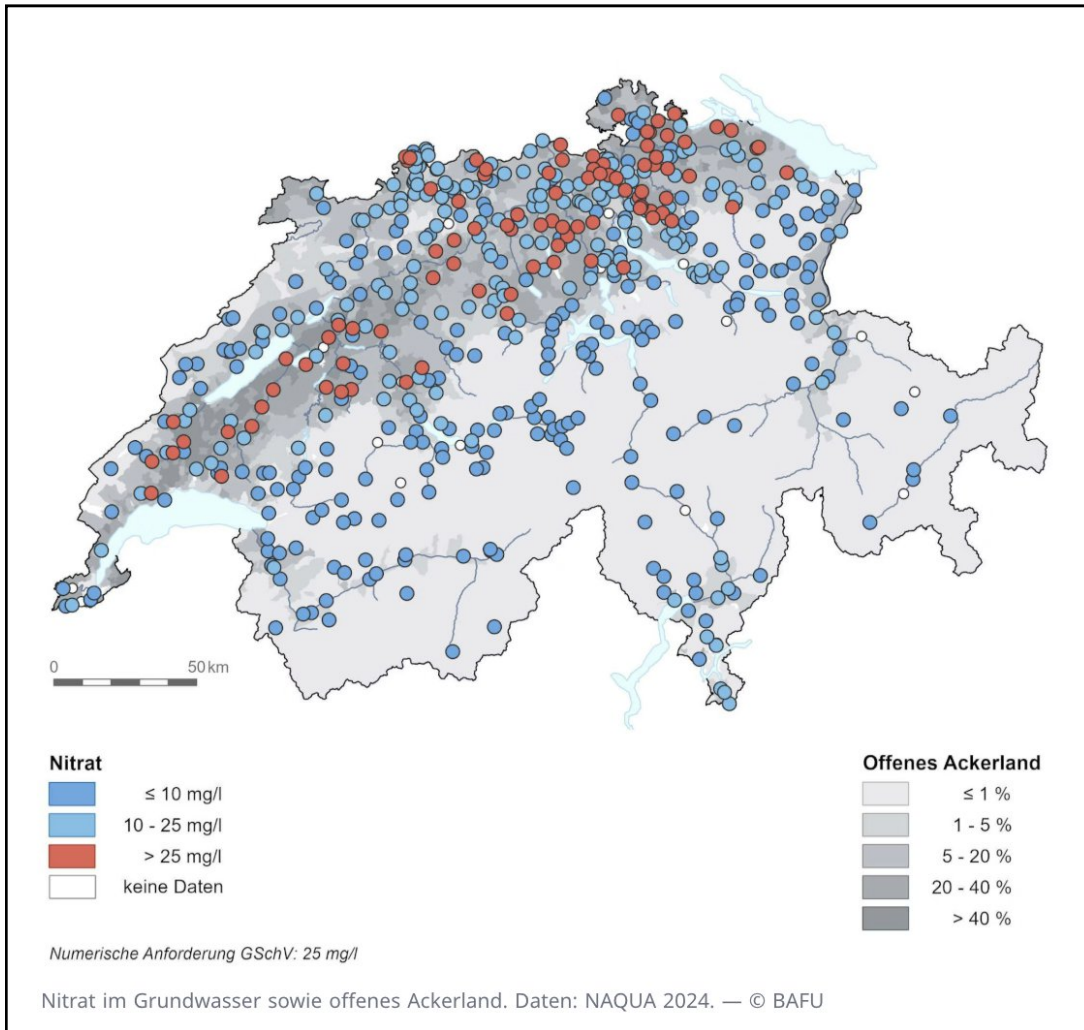 0 50 km
Nitrat
≤ 10 mg/l
10 - 25 mg/l
> 25 mg/l
keine Daten
Numerische Anforderung GSchV: 25 mg/l
Offenes Ackerland
≤ 1 %
1 - 5 %
5 - 20 %
20 - 40 %
> 40 %
Nitrat im Grundwasser sowie offenes Ackerland. Daten: NAQUA 2024. — © BAFU